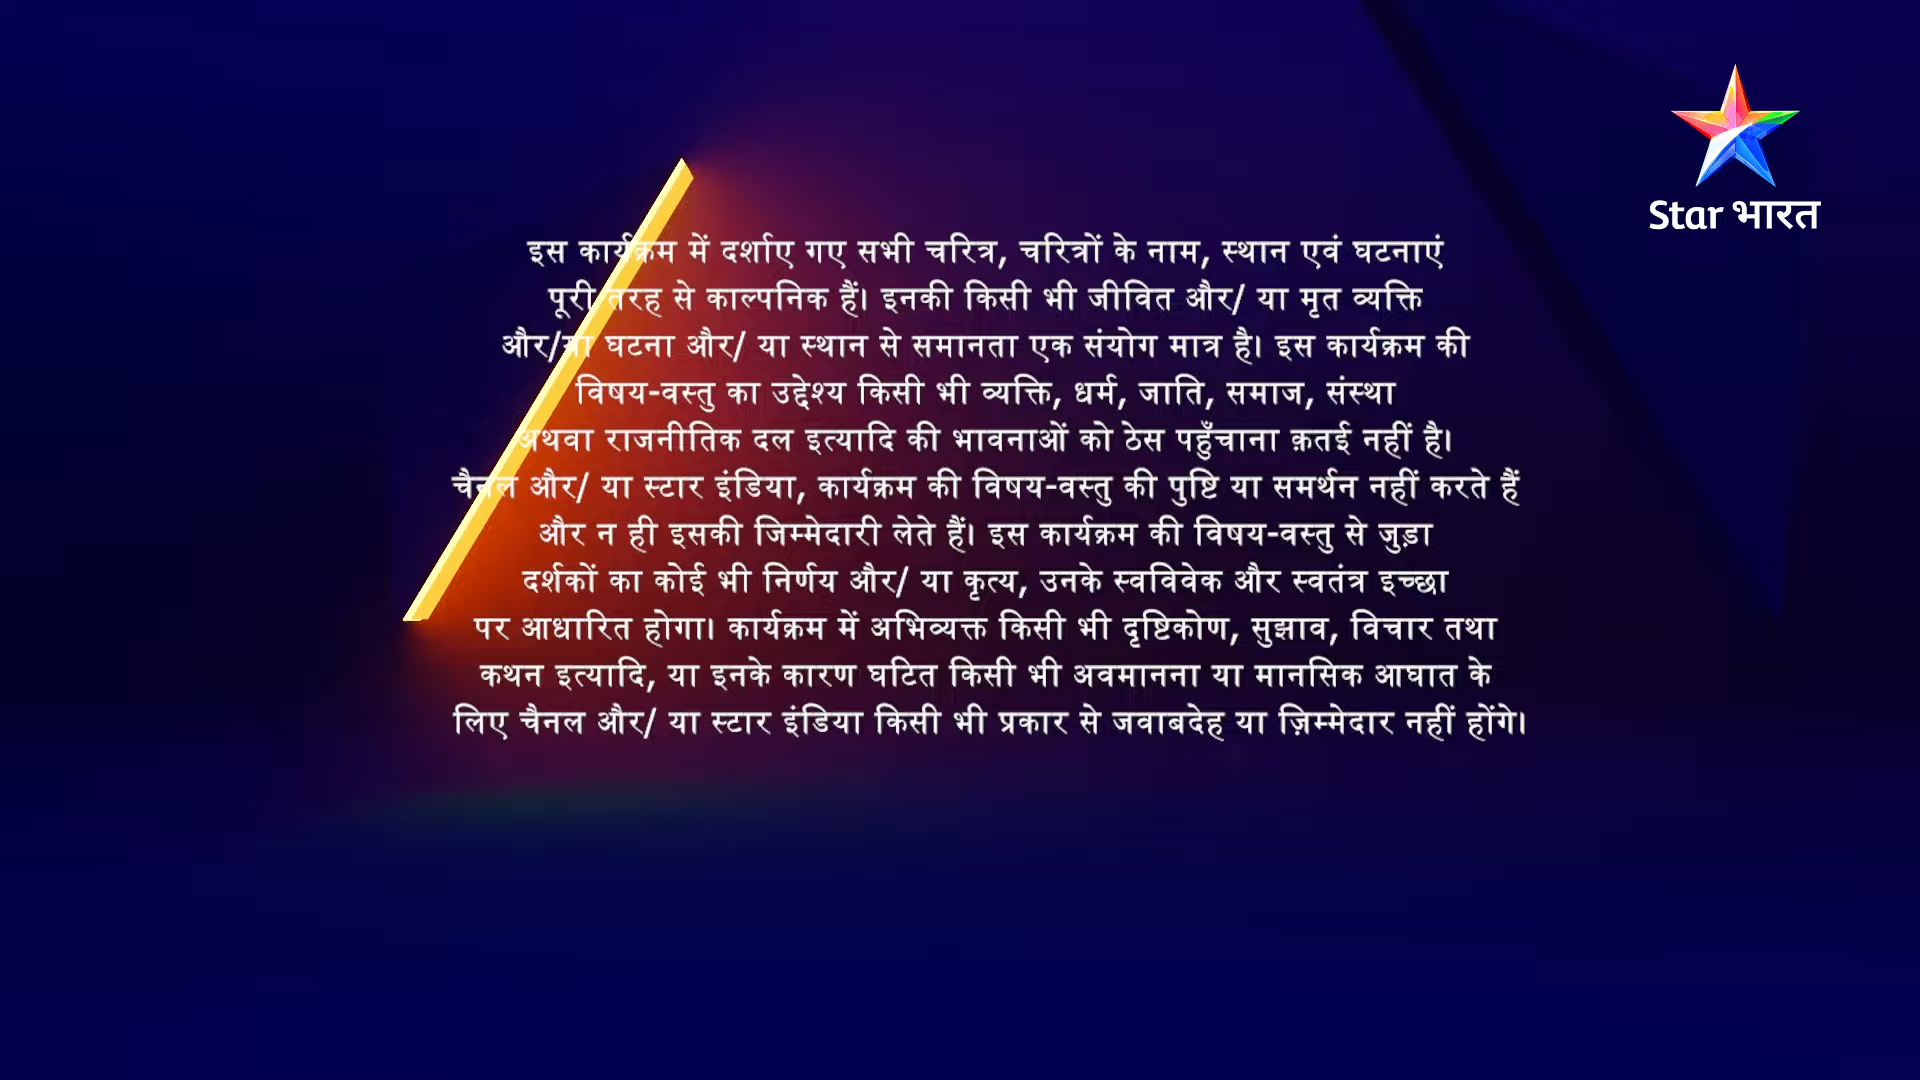 Star भारत
इस कार्यक्रम में दर्शाए गए सभी चरित्र, चरित्रों के नाम, स्थान एवं घटनाएं
पूरी तरह से काल्पनिक हैं। इनकी किसी भी जीवित और/ या मृत व्यक्ति
और/या घटना और/ या स्थान से समानता एक संयोग मात्र है। इस कार्यक्रम की
विषय-वस्तु का उद्देश्य किसी भी व्यक्ति, धर्म, जाति, समाज, संस्था
अथवा राजनीतिक दल इत्यादि की भावनाओं को ठेस पहुँचाना क़तई नहीं है।
चैनल और/ या स्टार इंडिया, कार्यक्रम की विषय-वस्तु की पुष्टि या समर्थन नहीं करते हैं
और न ही इसकी जिम्मेदारी लेते हैं। इस कार्यक्रम की विषय-वस्तु से जुड़ा
दर्शकों का कोई भी निर्णय और/ या कृत्य, उनके स्वविवेक और स्वतंत्र इच्छा
पर आधारित होगा। कार्यक्रम में अभिव्यक्त किसी भी दृष्टिकोण, सुझाव, विचार तथा
कथन इत्यादि, या इनके कारण घटित किसी भी अवमानना या मानसिक आघात के
लिए चैनल और/ या स्टार इंडिया किसी भी प्रकार से जवाबदेह या ज़िम्मेदार नहीं होंगे।